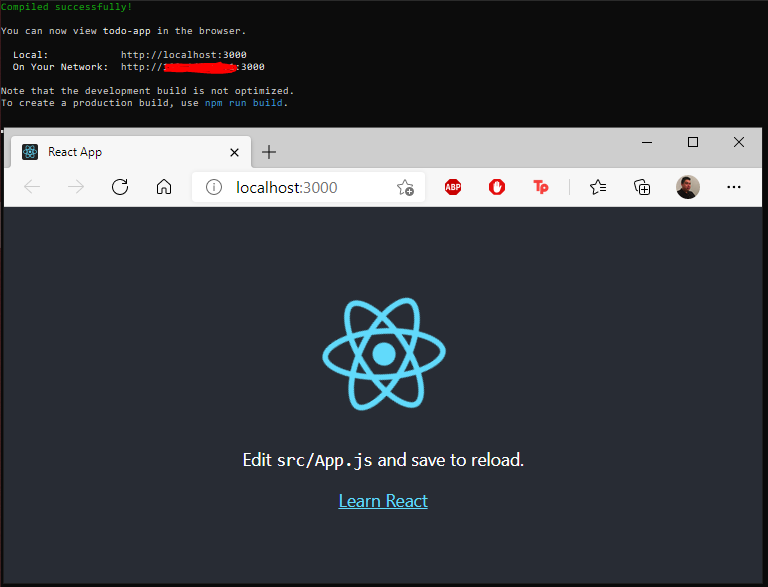 Compiled successfully!
You can now view todo-app in the browser.
Local: http://localhost:3000
On Your Network: http:// :3000
Note that the development build is not optimized.
To create a production build, use npm run build.
React App
localhost:3000
ABP
Tp
Edit src/App.js and save to reload.
Learn React